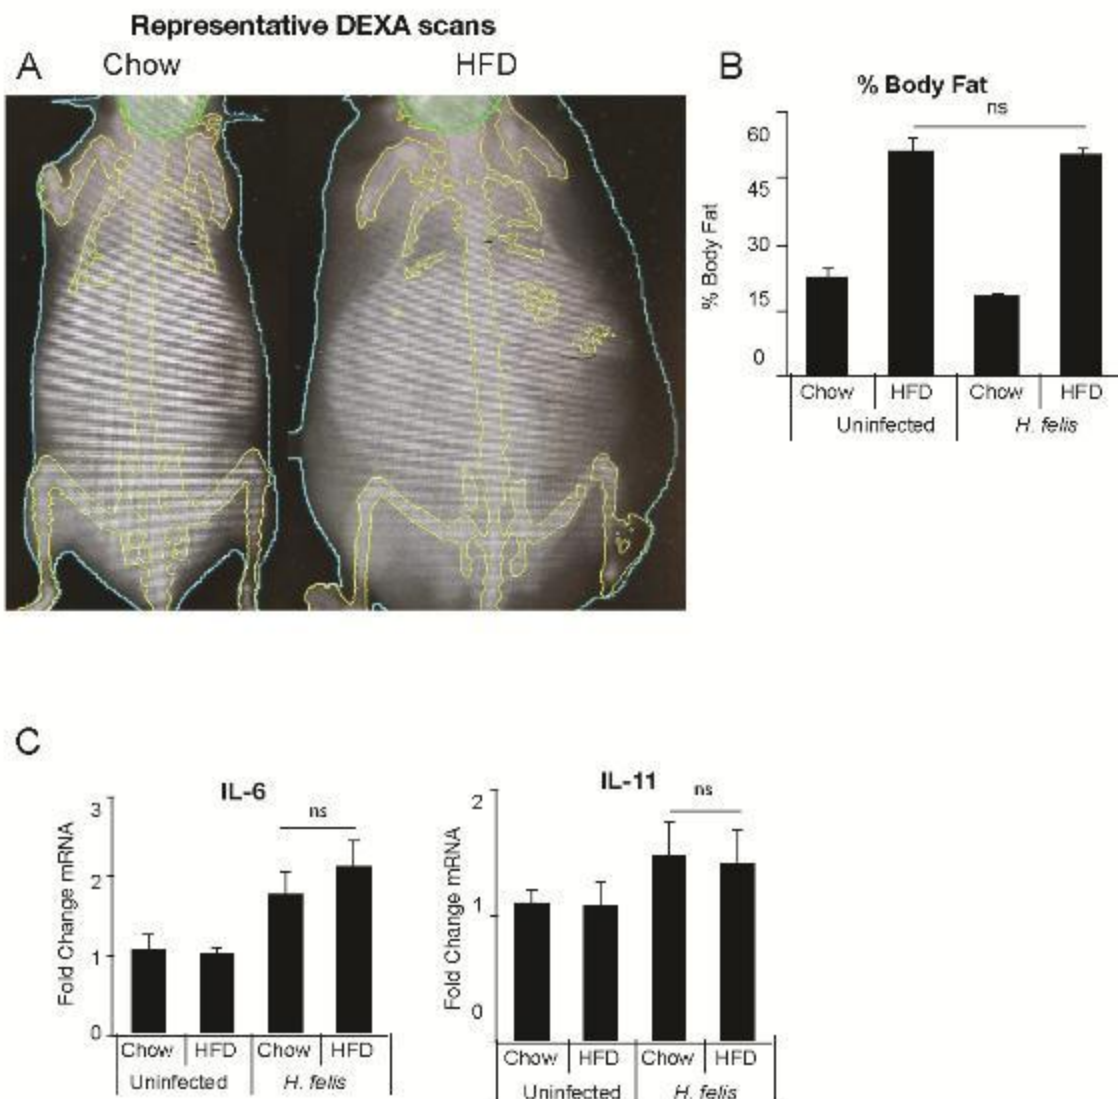 Representative DEXA scans
A
Chow
HFD
B
% Body Fat
ns
60
45
30
15
0
% Body Fat
Chow
HFD
Chow
HFD
Uninfected
H. felis
C
IL-6
ns
3
2
1
0
Fold Change mRNA
Chow
HFD
Chow
HFD
Uninfected
H. felis
IL-11
ns
2
1
0
Fold Change mRNA
Chow
HFD
Chow
HFD
Uninfected
H. felis